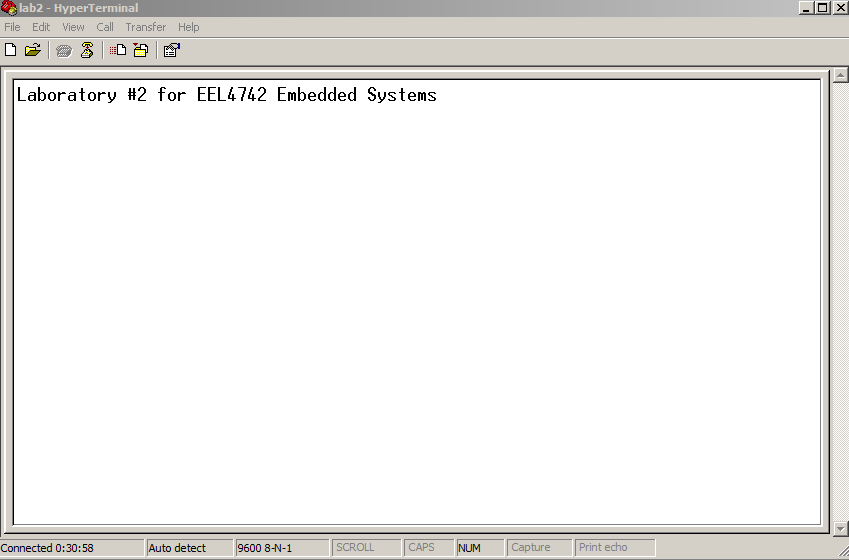 lab2 - HyperTerminal
File Edit View Call Transfer Help
Laboratory #2 for EEL4742 Embedded Systems
Connected 0:30:58 Auto detect 9600 8-N-1 SCROLL CAPS NUM Capture Print echo